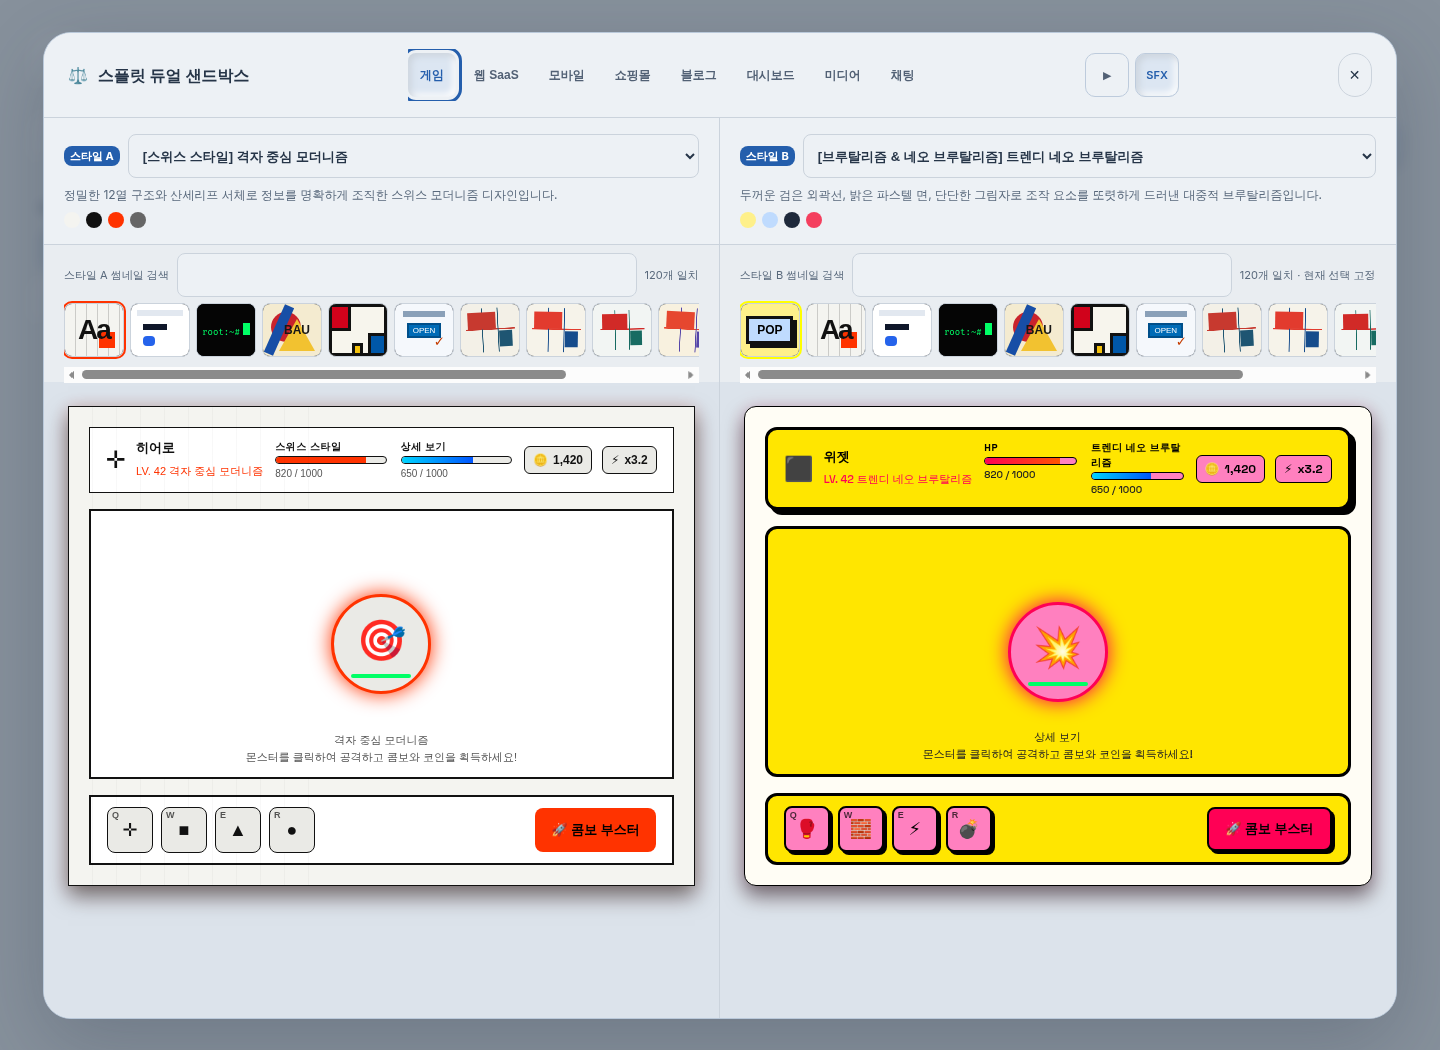 스플릿 듀얼 샌드박스
게임 웹 SaaS 모바일 쇼핑몰 블로그 대시보드 미디어 채팅
▶ SFX ×
스타일 A [스위스 스타일] 격자 중심 모더니즘
정밀한 12열 구조와 산세리프 서체로 정보를 명확하게 조직한 스위스 모더니즘 디자인입니다.
스타일 A 썸네일 검색 120개 일치
Aa root:~# BAU OPEN
히어로
LV. 42 격자 중심 모더니즘
스위스 스타일
820 / 1000
상세 보기
650 / 1000
1,420
x3.2
격자 중심 모더니즘
몬스터를 클릭하여 공격하고 콤보와 코인을 획득하세요!
Q W E R
콤보 부스터
스타일 B [브루탈리즘 & 네오 브루탈리즘] 트렌디 네오 브루탈리즘
두꺼운 검은 외곽선, 밝은 파스텔 면, 단단한 그림자로 조작 요소를 또렷하게 드러낸 대중적 브루탈리즘입니다.
스타일 B 썸네일 검색 120개 일치 · 현재 선택 고정
POP Aa root:~# BAU OPEN
위젯
LV. 42 트렌디 네오 브루탈리즘
HP
820 / 1000
트렌디 네오 브루탈
리즘
650 / 1000
1,420
x3.2
상세 보기
몬스터를 클릭하여 공격하고 콤보와 코인을 획득하세요!
Q W E R
콤보 부스터